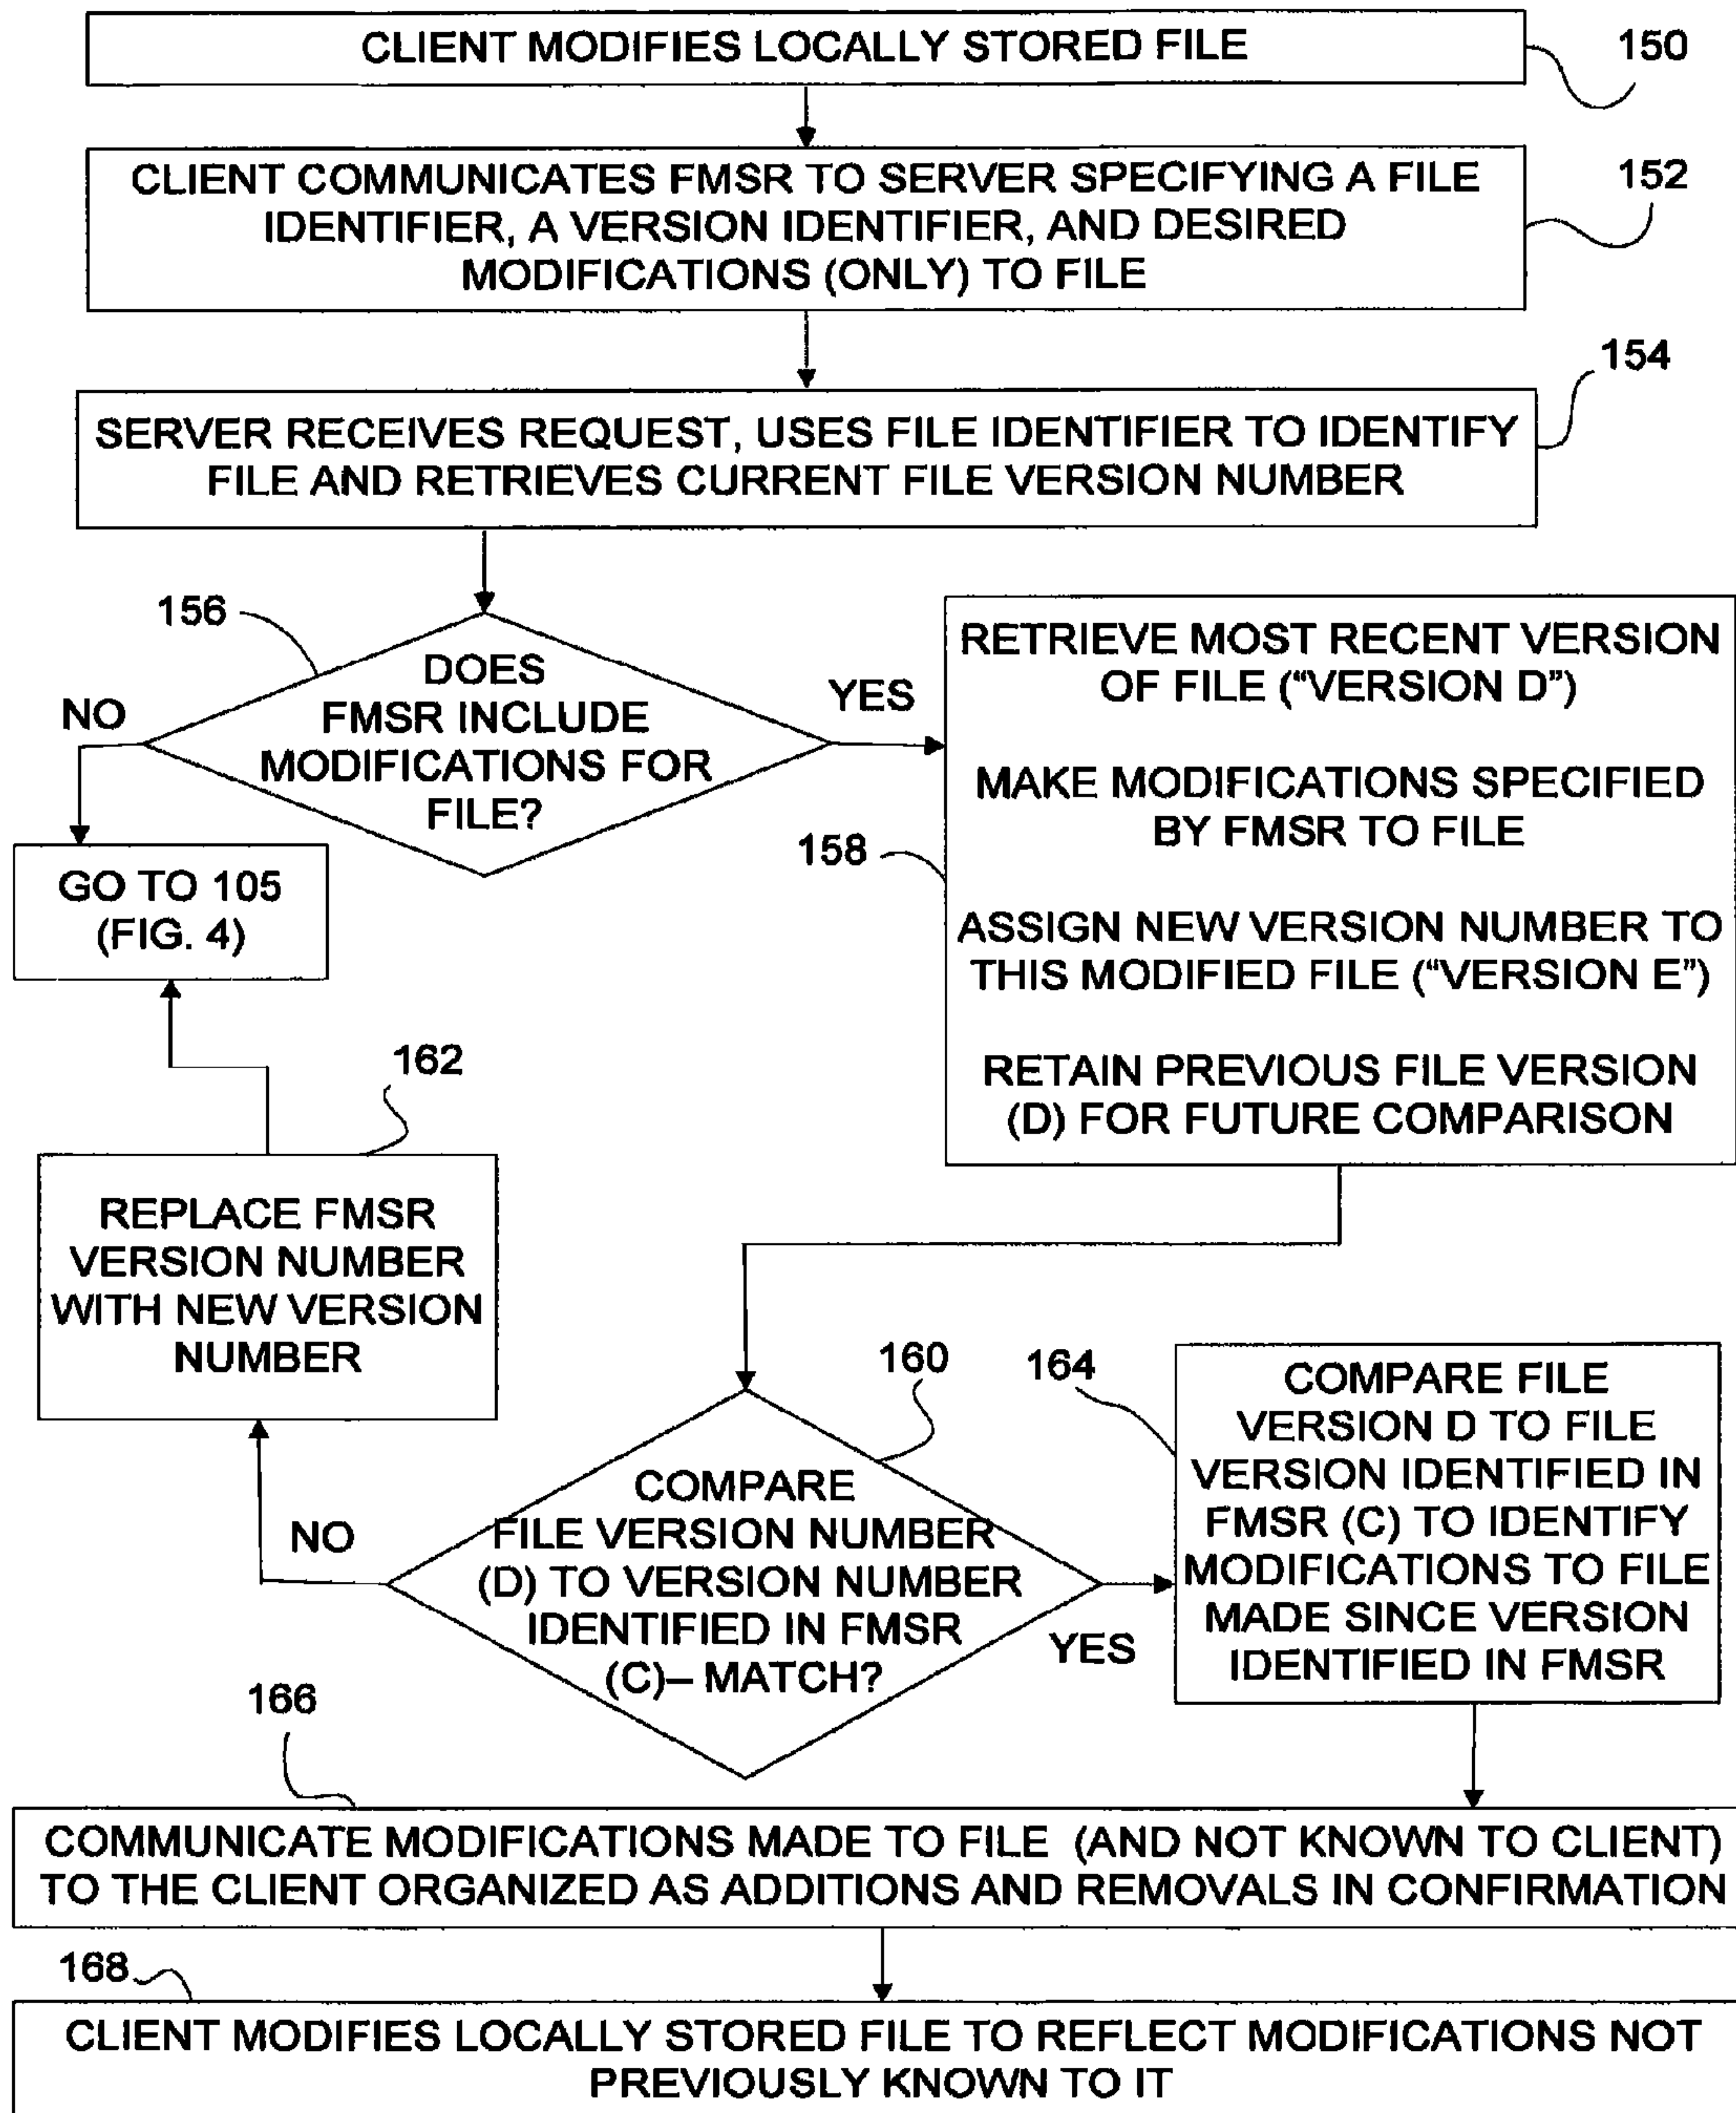 CLIENT MODIFIES LOCALLY STORED FILE
150
CLIENT COMMUNICATES FMSR TO SERVER SPECIFYING A FILE
IDENTIFIER, A VERSION IDENTIFIER, AND DESIRED
MODIFICATIONS (ONLY) TO FILE
152
154
SERVER RECEIVES REQUEST, USES FILE IDENTIFIER TO IDENTIFY
FILE AND RETRIEVES CURRENT FILE VERSION NUMBER
156
DOES
FMSR INCLUDE
MODIFICATIONS FOR
FILE?
NO
YES
GO TO 105
(FIG. 4)
158
RETRIEVE MOST RECENT VERSION
OF FILE (“VERSION D”)
MAKE MODIFICATIONS SPECIFIED
BY FMSR TO FILE
ASSIGN NEW VERSION NUMBER TO
THIS MODIFIED FILE (“VERSION E”)
RETAIN PREVIOUS FILE VERSION
(D) FOR FUTURE COMPARISON
162
REPLACE FMSR
VERSION NUMBER
WITH NEW VERSION
NUMBER
160
COMPARE
FILE VERSION NUMBER
(D) TO VERSION NUMBER
IDENTIFIED IN FMSR
(C)– MATCH?
NO
YES
164
COMPARE FILE
VERSION D TO FILE
VERSION IDENTIFIED IN
FMSR (C) TO IDENTIFY
MODIFICATIONS TO FILE
MADE SINCE VERSION
IDENTIFIED IN FMSR
166
COMMUNICATE MODIFICATIONS MADE TO FILE (AND NOT KNOWN TO CLIENT)
TO THE CLIENT ORGANIZED AS ADDITIONS AND REMOVALS IN CONFIRMATION
168
CLIENT MODIFIES LOCALLY STORED FILE TO REFLECT MODIFICATIONS NOT
PREVIOUSLY KNOWN TO IT